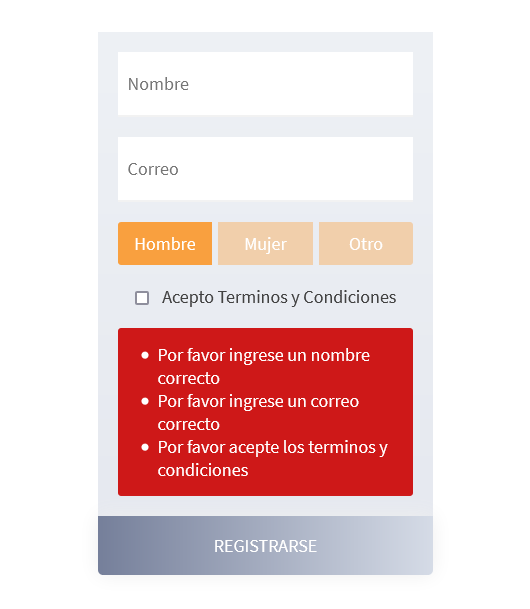 Nombre
Correo
Hombre Mujer Otro
Acepto Terminos y Condiciones
Por favor ingrese un nombre
correcto
Por favor ingrese un correo
correcto
Por favor acepte los terminos y
condiciones
REGISTRARSE